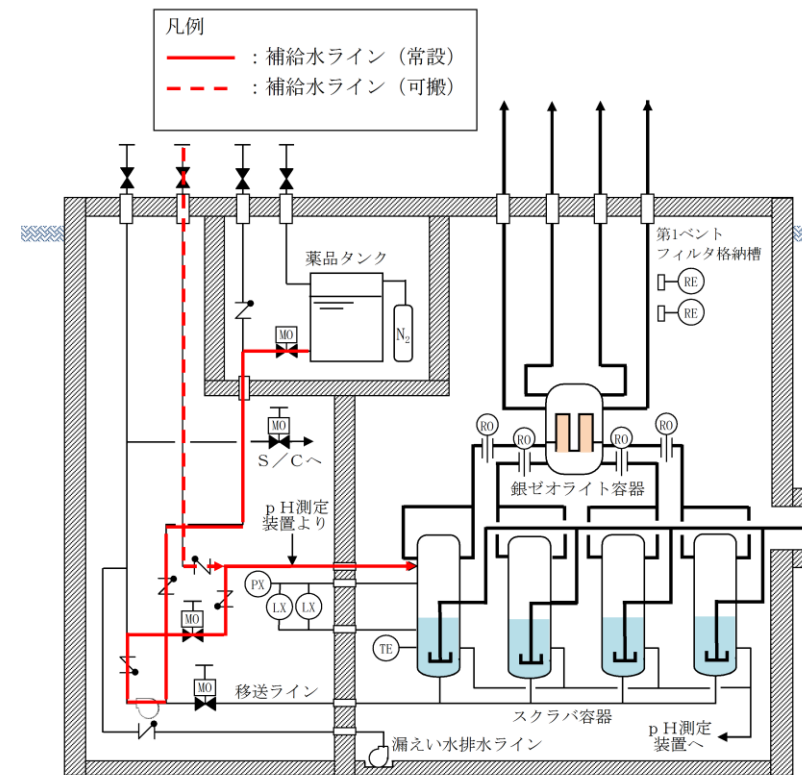 凡例
：補給水ライン（常設）
：補給水ライン（可搬）
第1ベント
フィルタ格納槽
RE
RE
薬品タンク
N₂
MO
MO
S／Cへ
RO
RO
RO
RO
銀ゼオライト容器
ｐＨ測定
装置より
PX
LX
LX
MO
TE
MO
移送ライン
スクラバ容器
漏えい水排水ライン
ｐＨ測定
装置へ